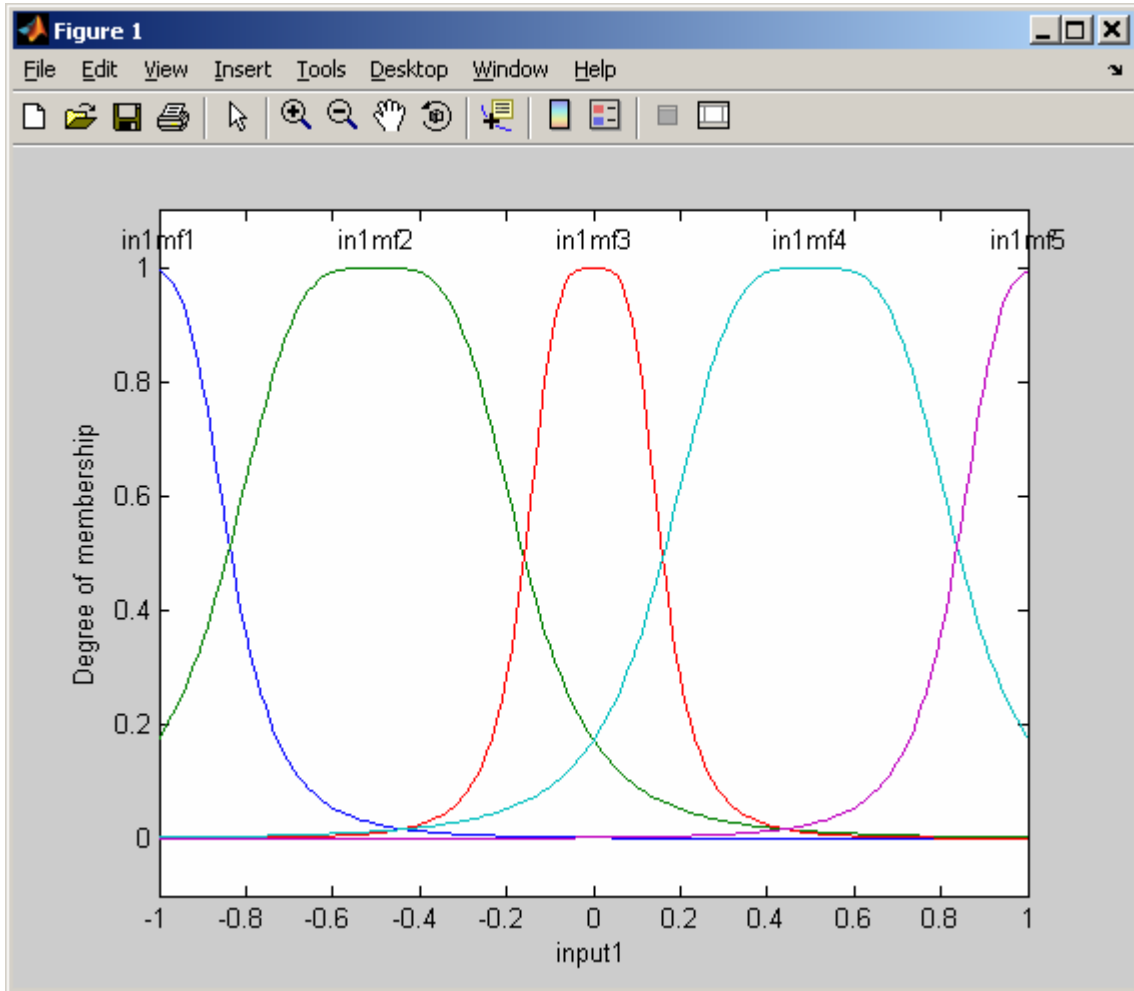 Figure 1
File Edit View Insert Tools Desktop Window Help
in1mf1 in1mf2 in1mf3 in1mf4 in1mf5
1
0.8
0.6
0.4
0.2
0
Degree of membership
-1 -0.8 -0.6 -0.4 -0.2 0 0.2 0.4 0.6 0.8 1
input1